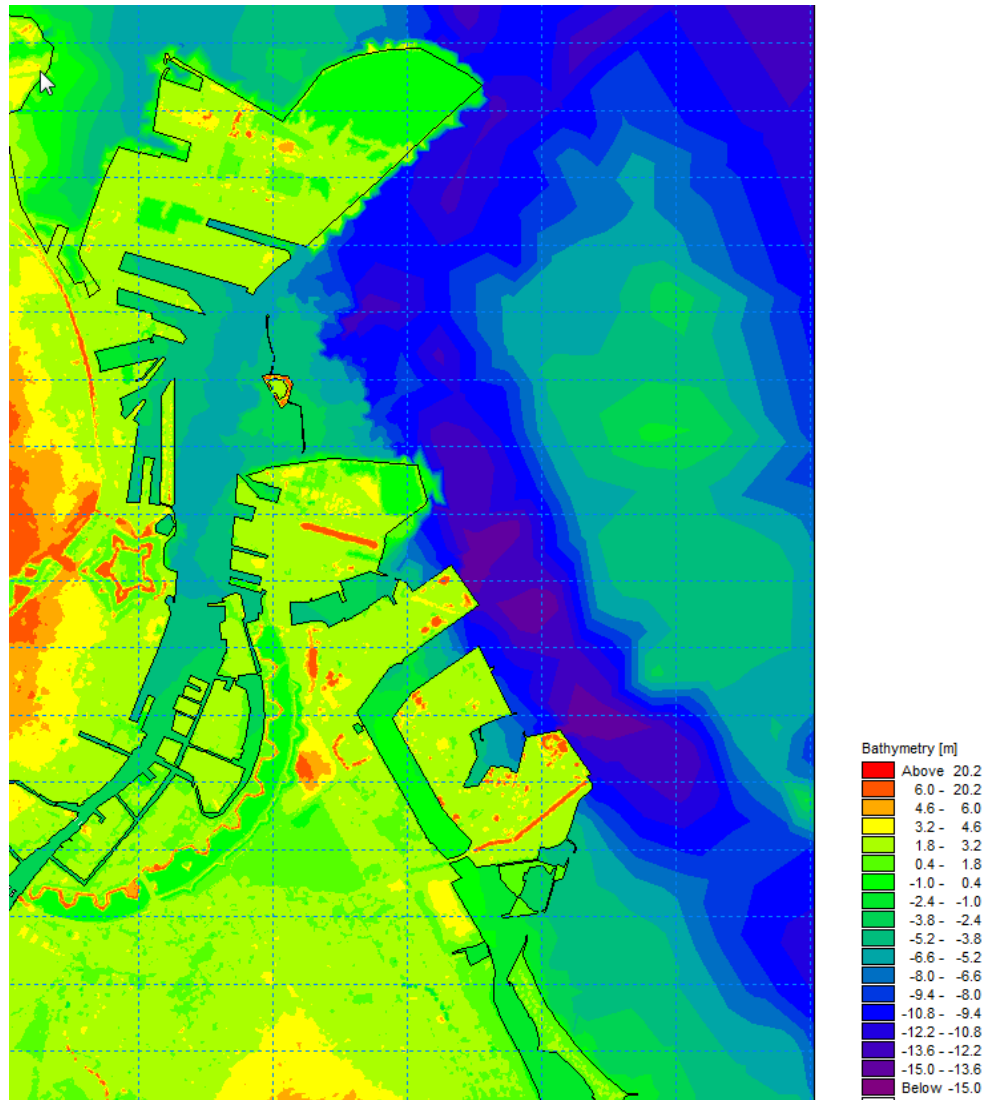 Bathymetry [m]
Above 20.2
6.0 - 20.2
4.6 - 6.0
3.2 - 4.6
1.8 - 3.2
0.4 - 1.8
-1.0 - 0.4
-2.4 - -1.0
-3.8 - -2.4
-5.2 - -3.8
-6.6 - -5.2
-8.0 - -6.6
-9.4 - -8.0
-10.8 - -9.4
-12.2 - -10.8
-13.6 - -12.2
-15.0 - -13.6
Below -15.0